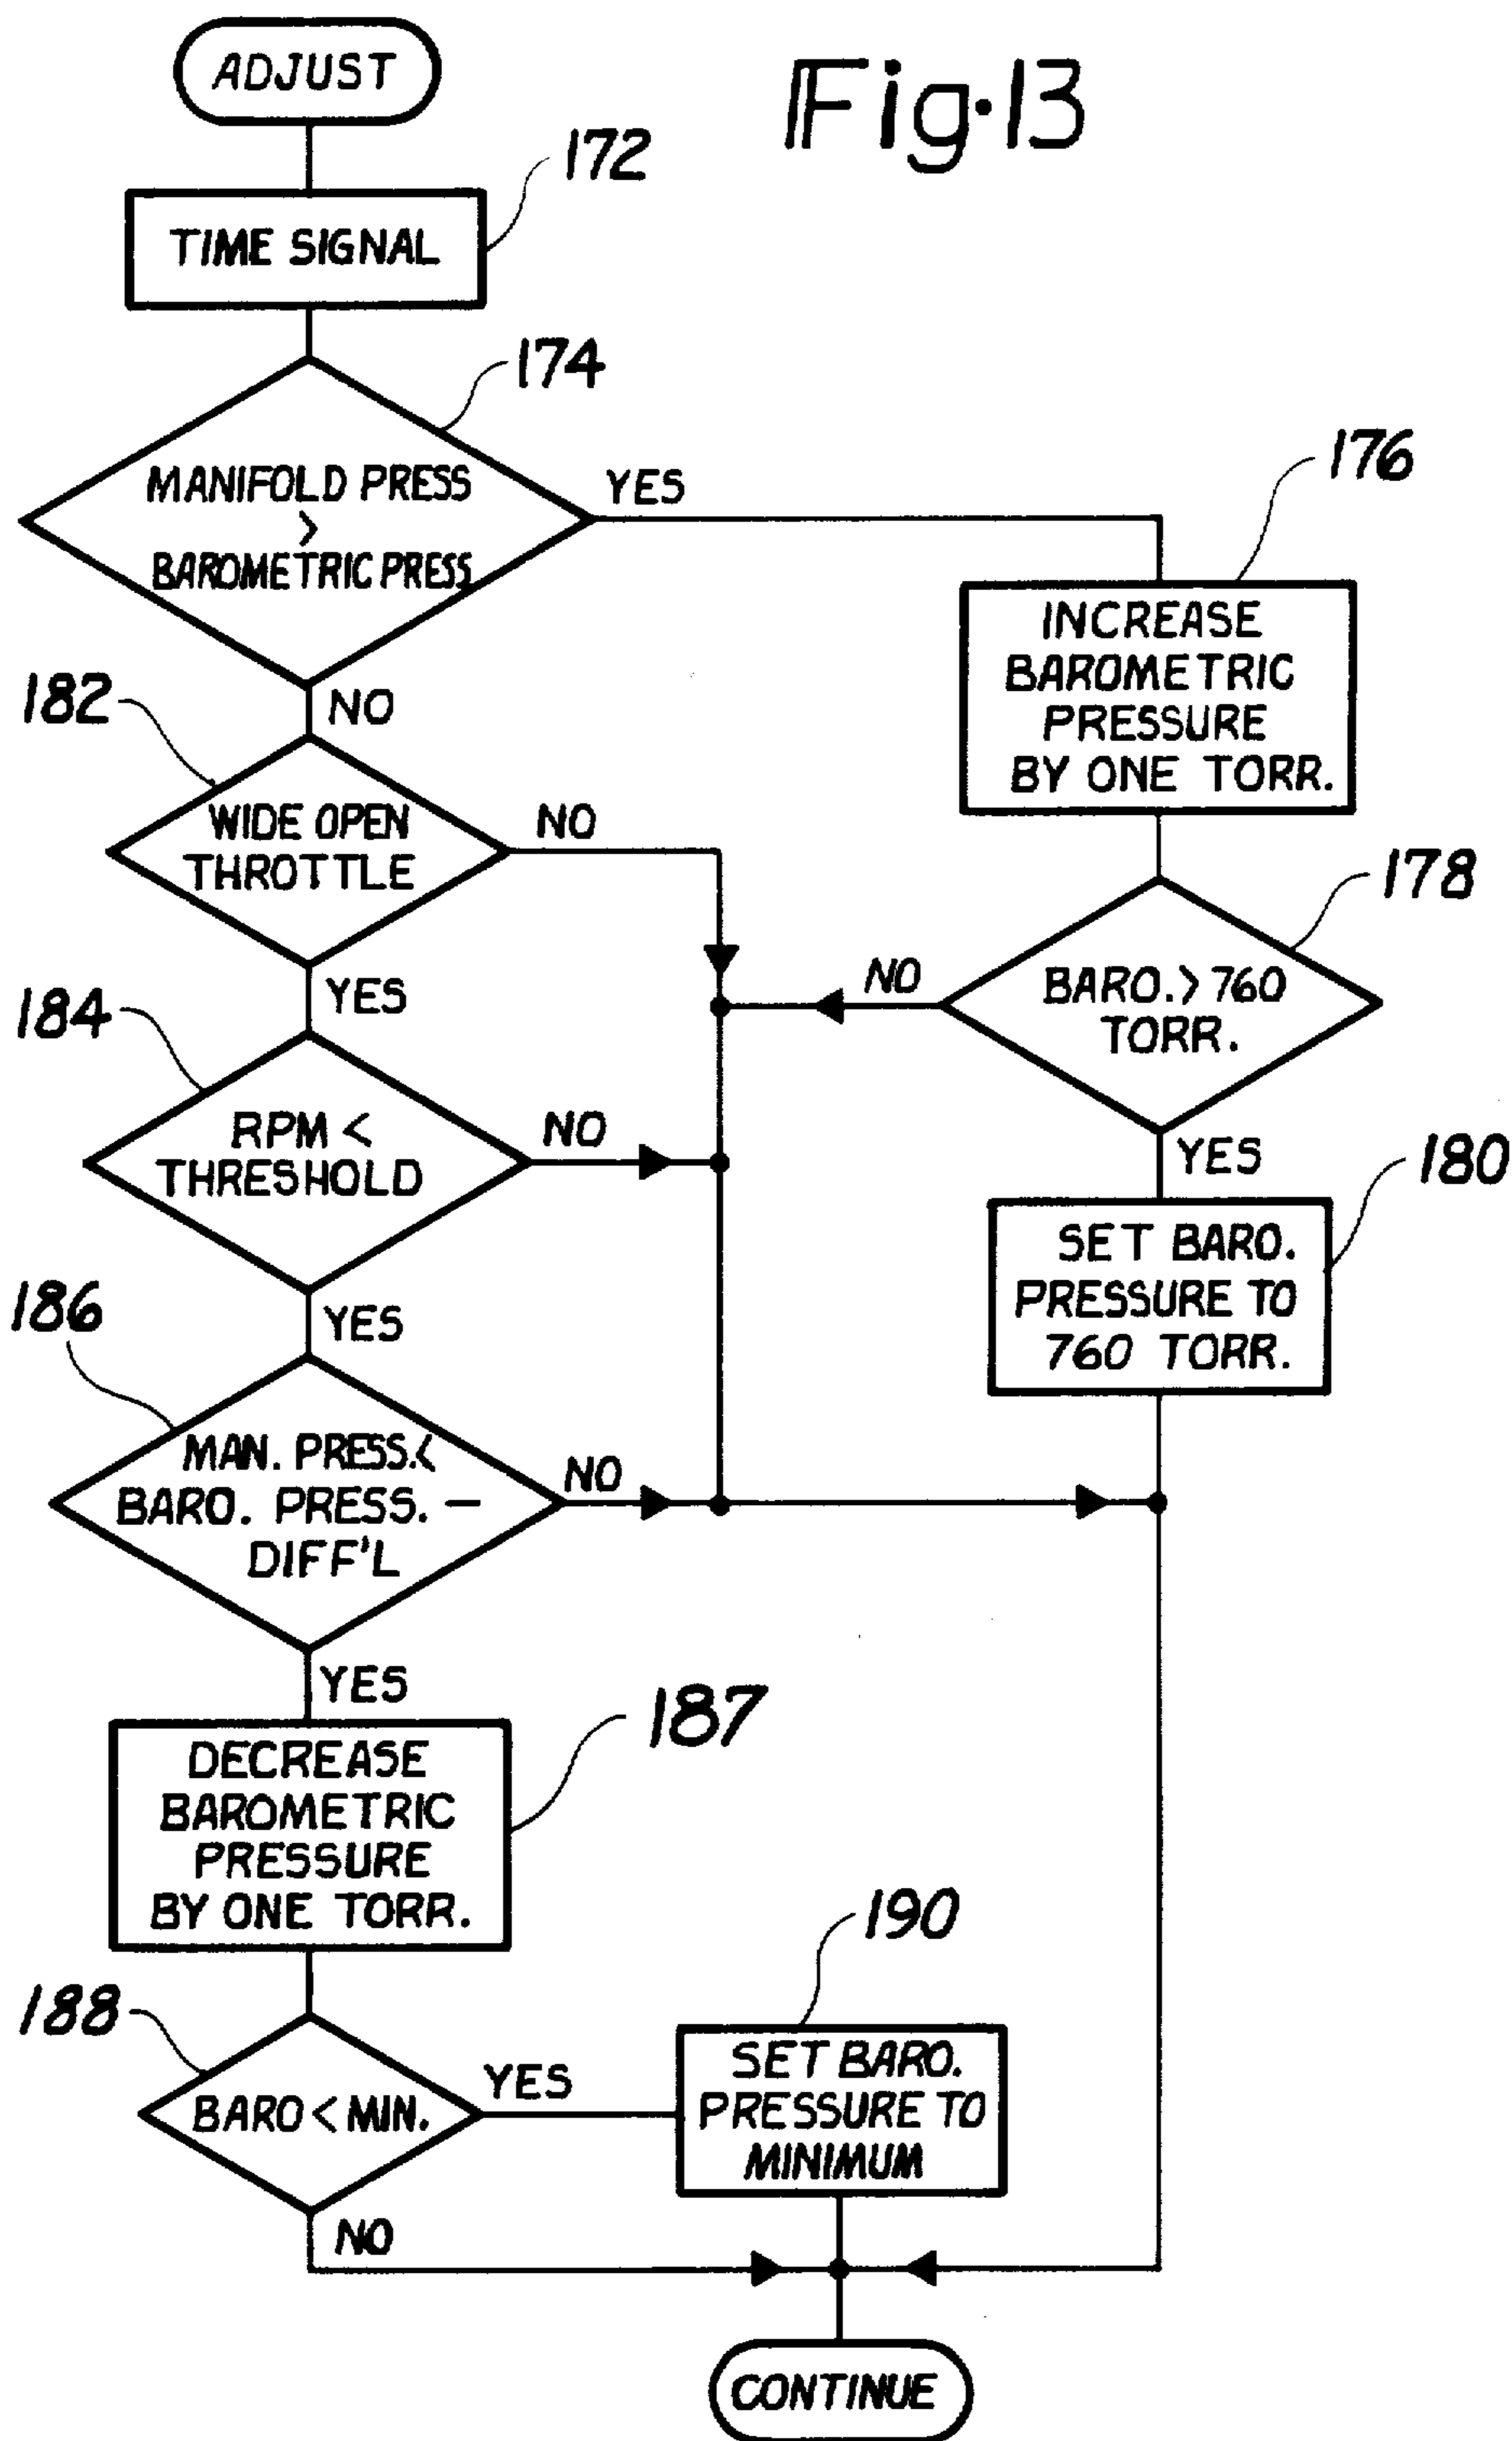 ADJUST
Fig. 13
172
TIME SIGNAL
174
MANIFOLD PRESS
>
BAROMETRIC PRESS
YES
176
INCREASE
BAROMETRIC
PRESSURE
BY ONE TORR.
NO
182
WIDE OPEN
THROTTLE
NO
178
BARO. > 760
TORR.
NO
YES
184
RPM <
THRESHOLD
NO
YES
180
SET BARO.
PRESSURE TO
760 TORR.
YES
186
MAN. PRESS. <
BARO. PRESS. —
DIFF'L
NO
YES
187
DECREASE
BAROMETRIC
PRESSURE
BY ONE TORR.
188
BARO < MIN.
YES
190
SET BARO.
PRESSURE TO
MINIMUM
NO
CONTINUE